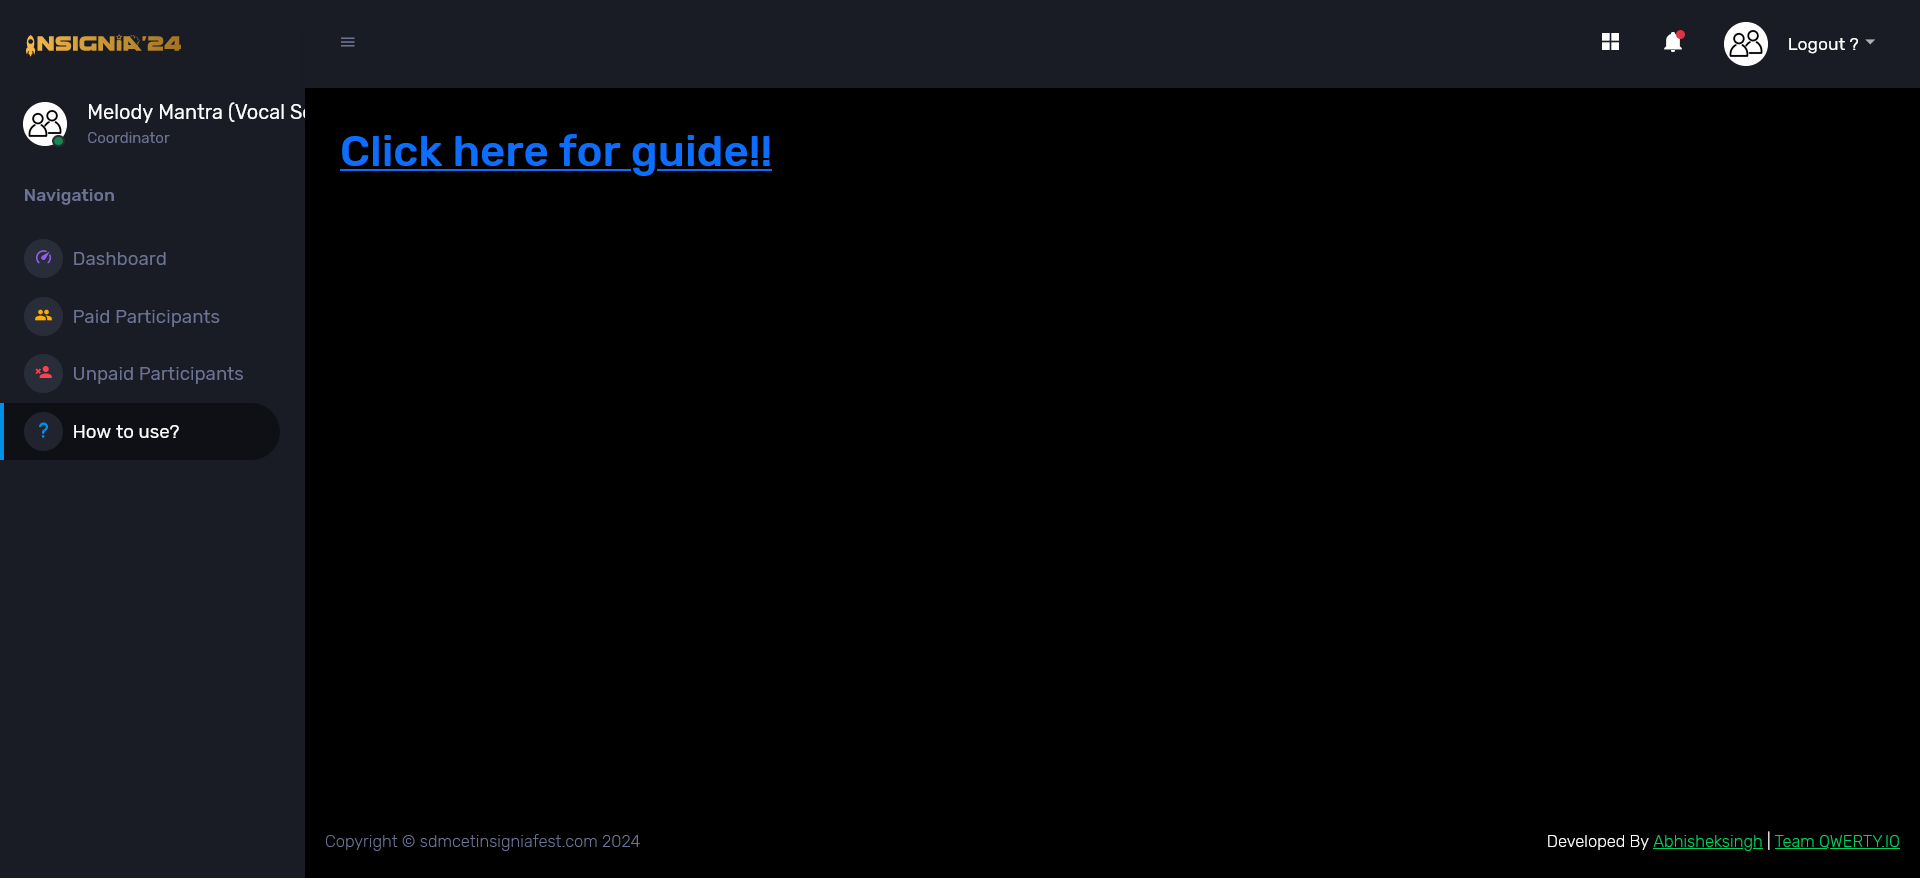 INSIGNIA'24
Logout ?
Melody Mantra (Vocal S
Coordinator
Navigation
Dashboard
Paid Participants
Unpaid Participants
? How to use?
Click here for guide!!
Copyright © sdmcetinsigniafest.com 2024
Developed By Abhisheksingh | Team QWERTY.IO